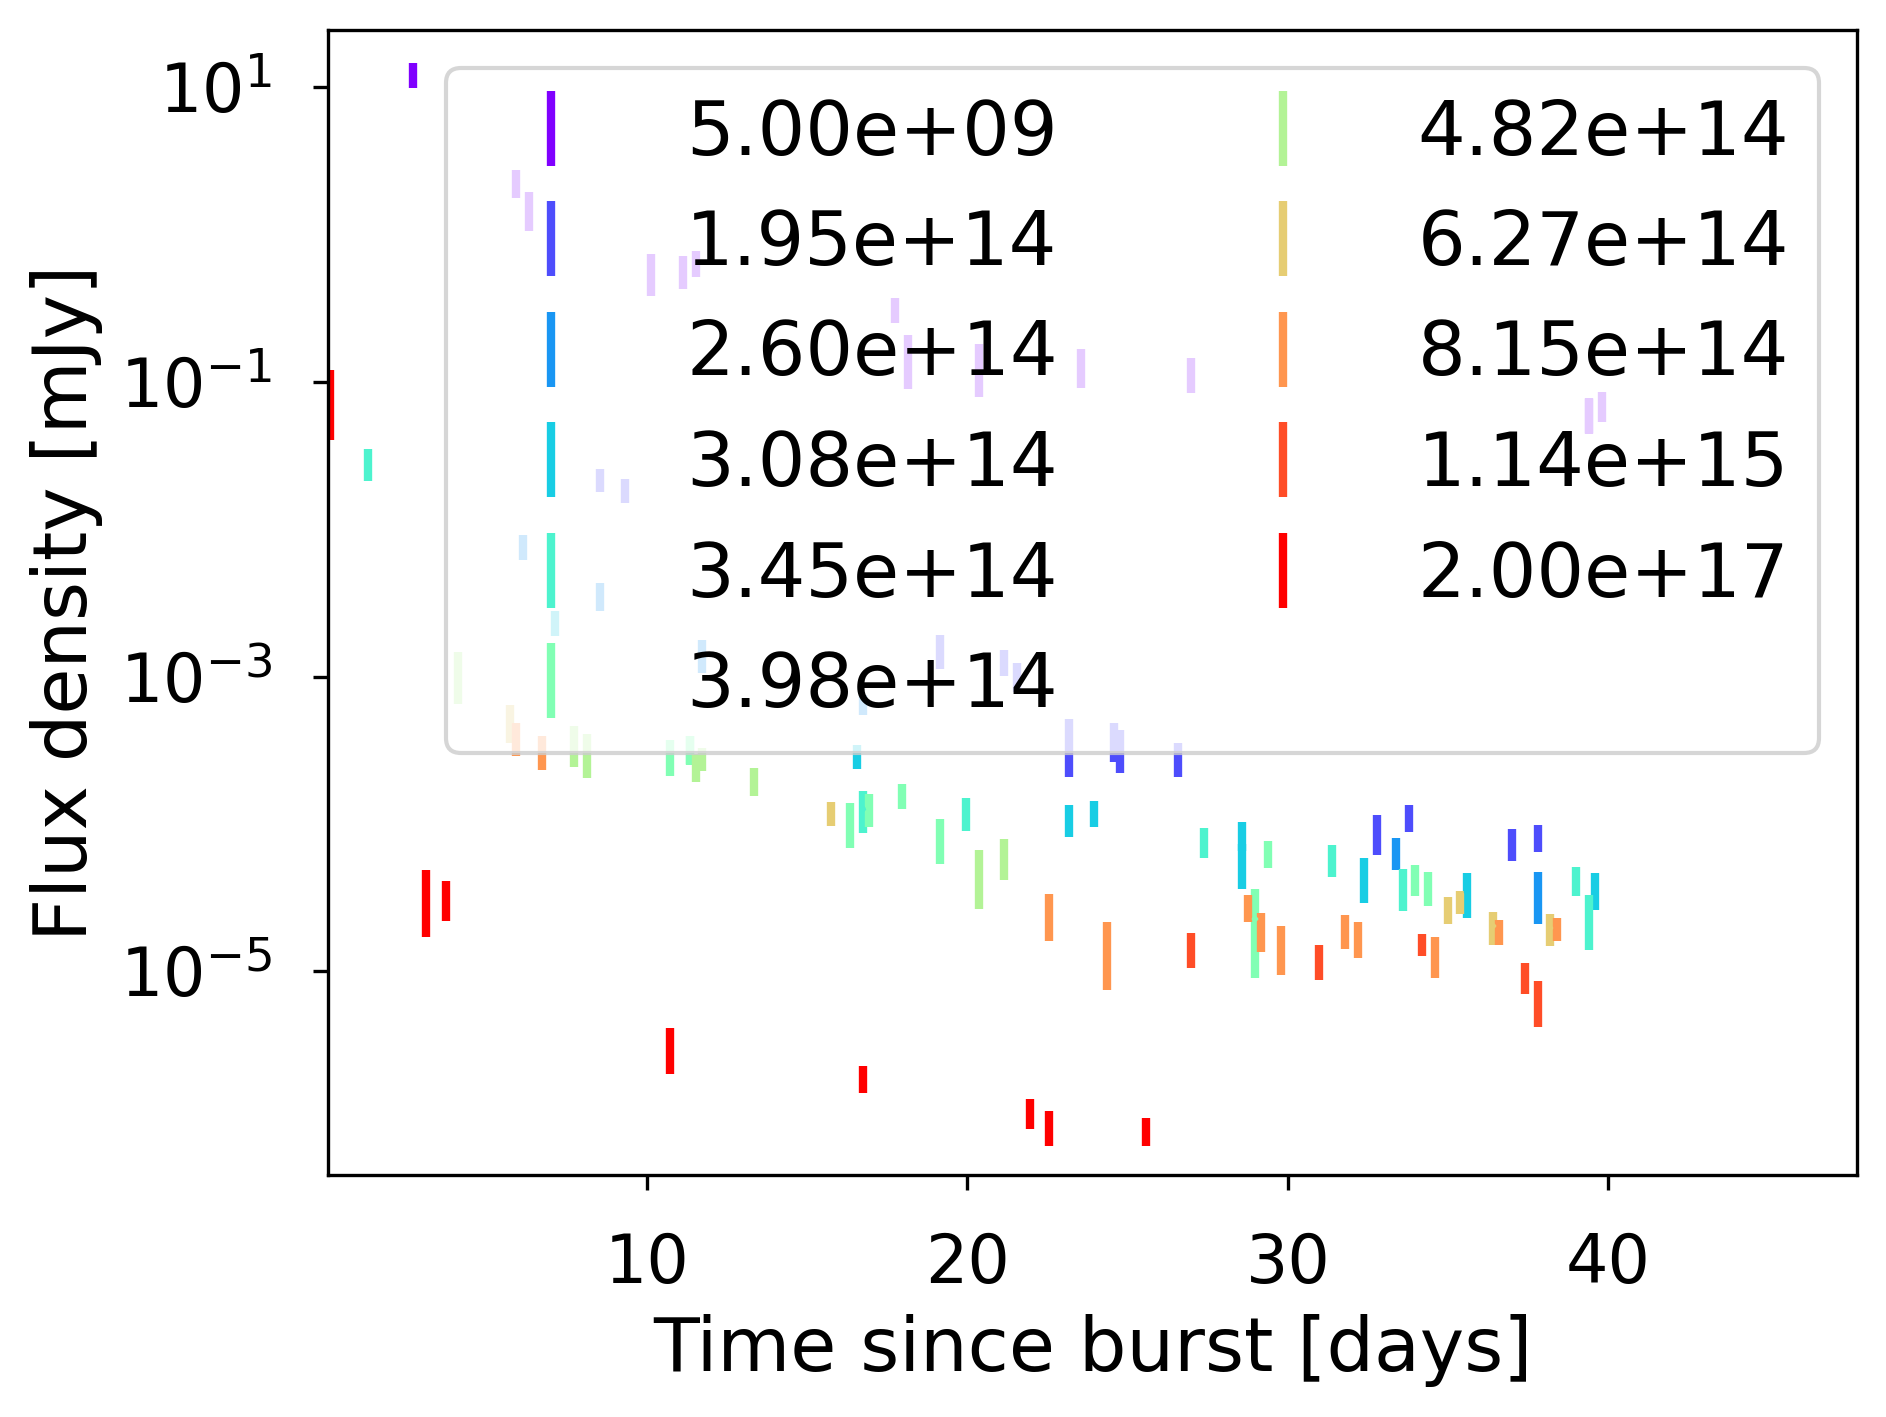 10^1
10^−1
10^−3
10^−5
Flux density [mJy]
5.00e+09
1.95e+14
2.60e+14
3.08e+14
3.45e+14
3.98e+14
4.82e+14
6.27e+14
8.15e+14
1.14e+15
2.00e+17
10 20 30 40
Time since burst [days]